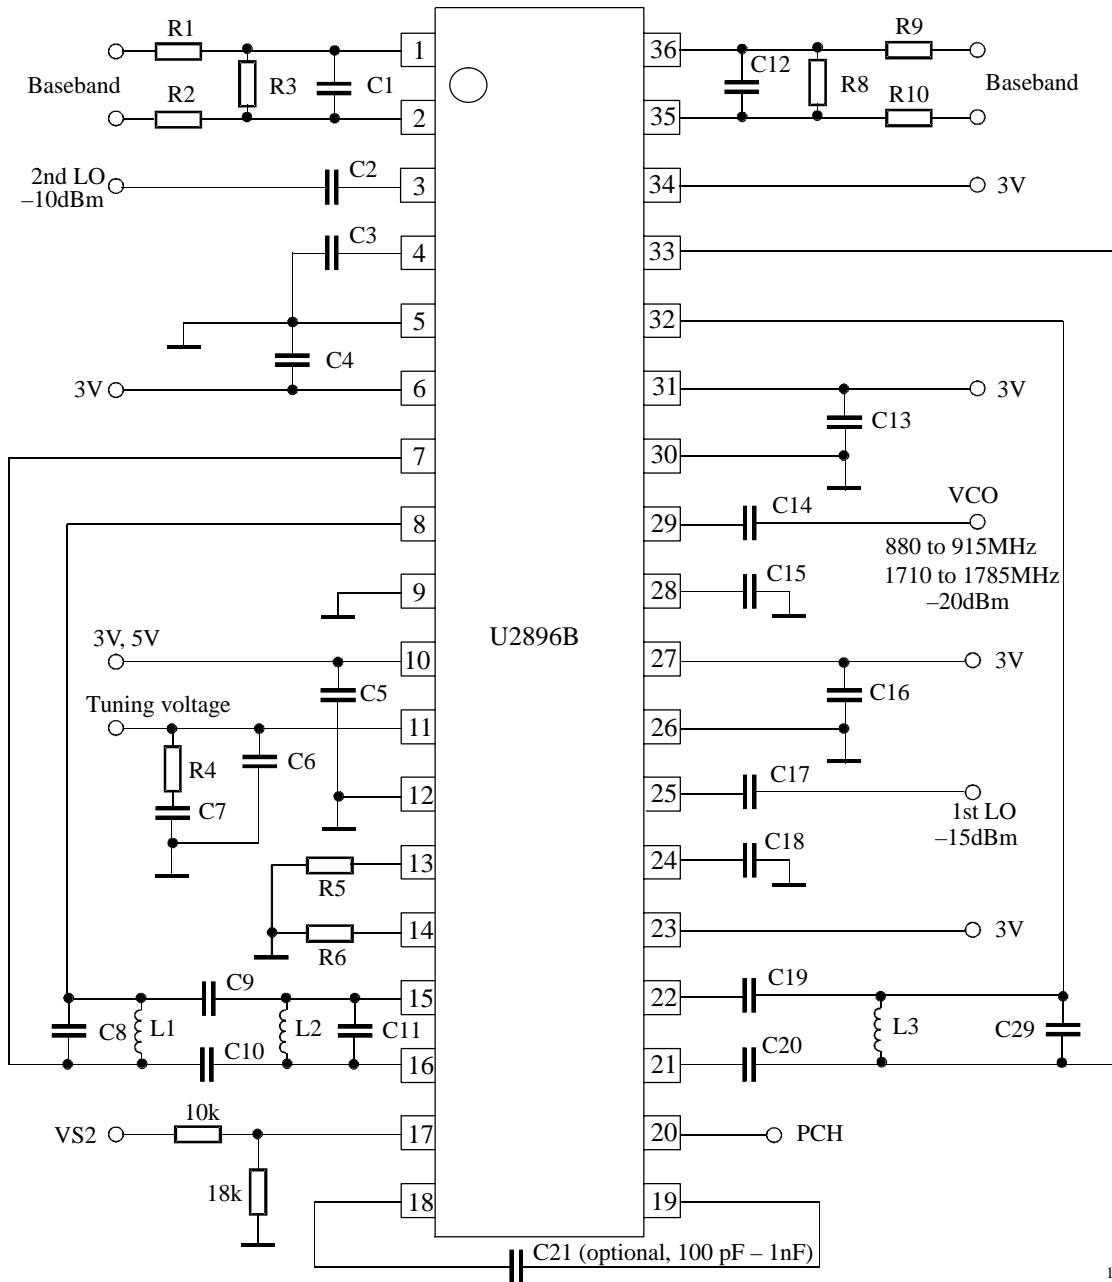 R1
R9
1
36
Baseband
R3
C1
C12
R8
Baseband
R2
R10
2
35
2nd LO
–10dBm
C2
3
34
3V
C3
4
33
5
32
C4
3V
6
31
3V
C13
7
30
VCO
C14
8
29
880 to 915MHz
1710 to 1785MHz
–20dBm
C15
9
28
U2896B
3V, 5V
10
27
3V
C5
C16
Tuning voltage
11
26
R4
C6
C7
C17
12
25
1st LO
–15dBm
C18
13
24
R5
14
23
3V
R6
C9
C19
15
22
C8
L1
L2
C11
L3
C29
C10
C20
16
21
10k
VS2
17
20
PCH
18k
18
19
C21 (optional, 100 pF – 1nF)
1